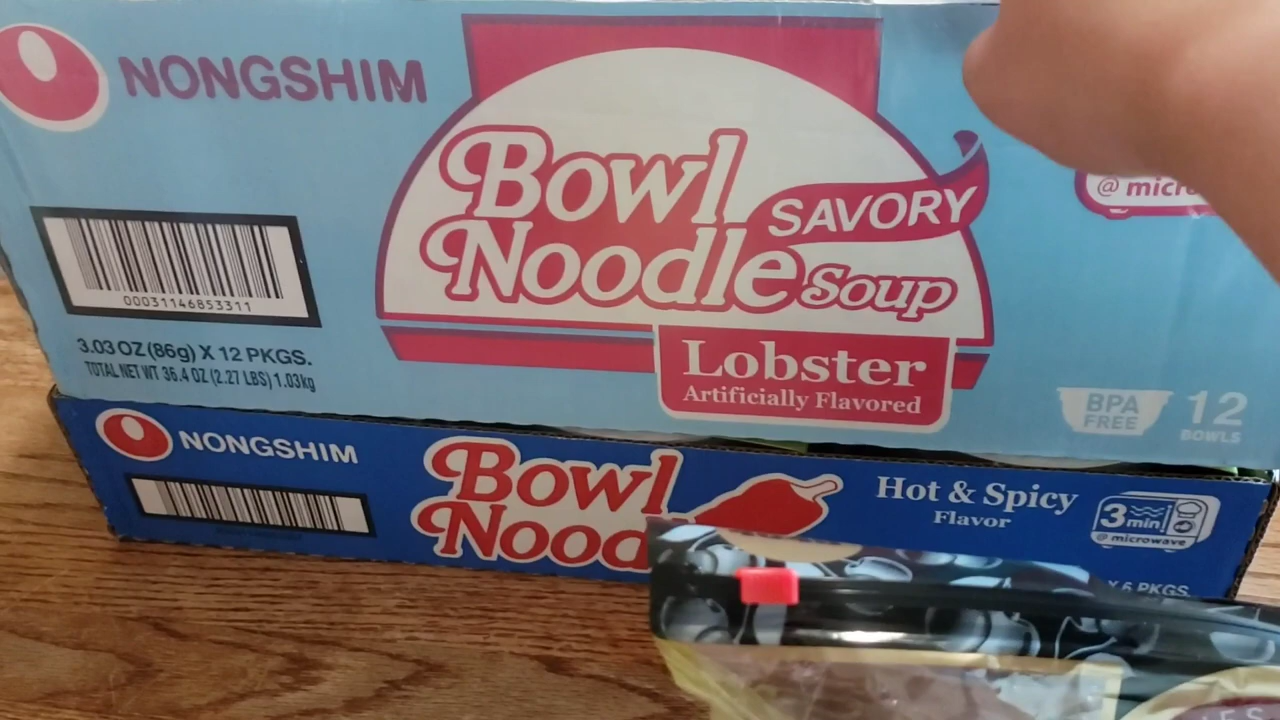 NONGSHIM
Bowl
Noodle Soup
SAVORY
Lobster
Artificially Flavored
@ micr
00031146853311
3.03 OZ (86g) X 12 PKGS.
TOTAL NET WT 36.4 OZ (2.27 LBS) 1.03kg
BPA
FREE
12
BOWLS
NONGSHIM
Bowl
Nood
Hot & Spicy
Flavor
3 min
@ microwave
X 6 PKGS.
ES